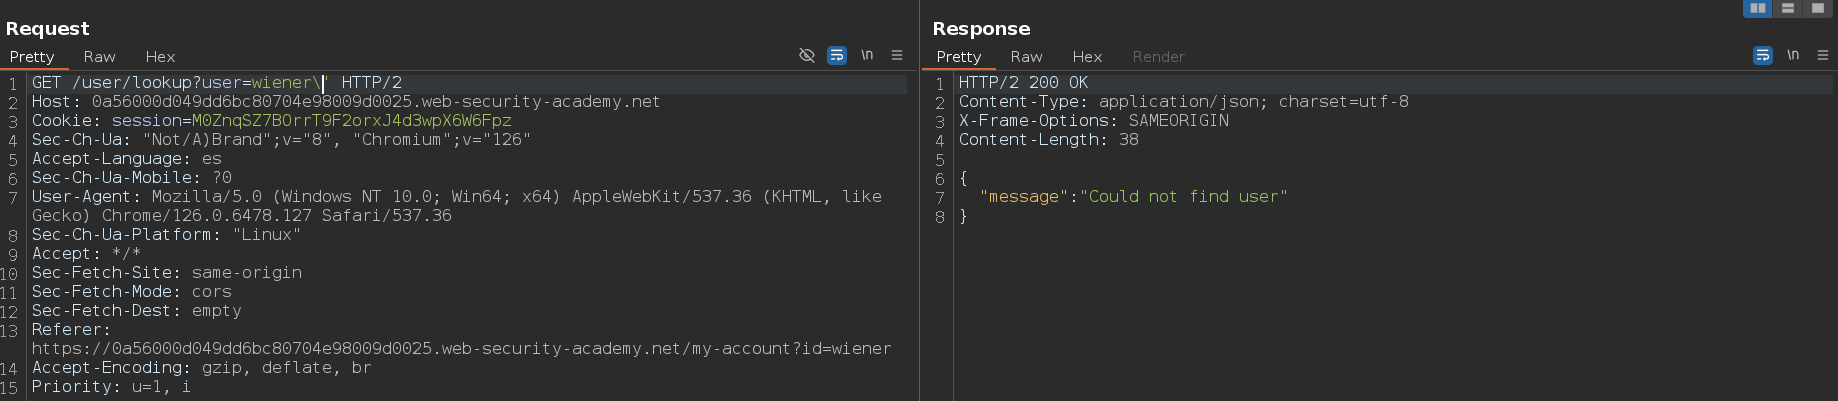 Request
Pretty Raw Hex \n
1 GET /user/lookup?user=wiener\' HTTP/2
2 Host: 0a56000d049dd6bc80704e98009d0025.web-security-academy.net
3 Cookie: session=M0ZnqSZ7BOrrT9F2orxJ4d3wpX6W6Fpz
4 Sec-Ch-Ua: "Not/A)Brand";v="8", "Chromium";v="126"
5 Accept-Language: es
6 Sec-Ch-Ua-Mobile: ?0
7 User-Agent: Mozilla/5.0 (Windows NT 10.0; Win64; x64) AppleWebKit/537.36 (KHTML, like
Gecko) Chrome/126.0.6478.127 Safari/537.36
8 Sec-Ch-Ua-Platform: "Linux"
9 Accept: */*
10 Sec-Fetch-Site: same-origin
11 Sec-Fetch-Mode: cors
12 Sec-Fetch-Dest: empty
13 Referer:
https://0a56000d049dd6bc80704e98009d0025.web-security-academy.net/my-account?id=wiener
14 Accept-Encoding: gzip, deflate, br
15 Priority: u=1, i
Response
Pretty Raw Hex Render \n
1 HTTP/2 200 OK
2 Content-Type: application/json; charset=utf-8
3 X-Frame-Options: SAMEORIGIN
4 Content-Length: 38
5
6 {
7 "message":"Could not find user"
8 }